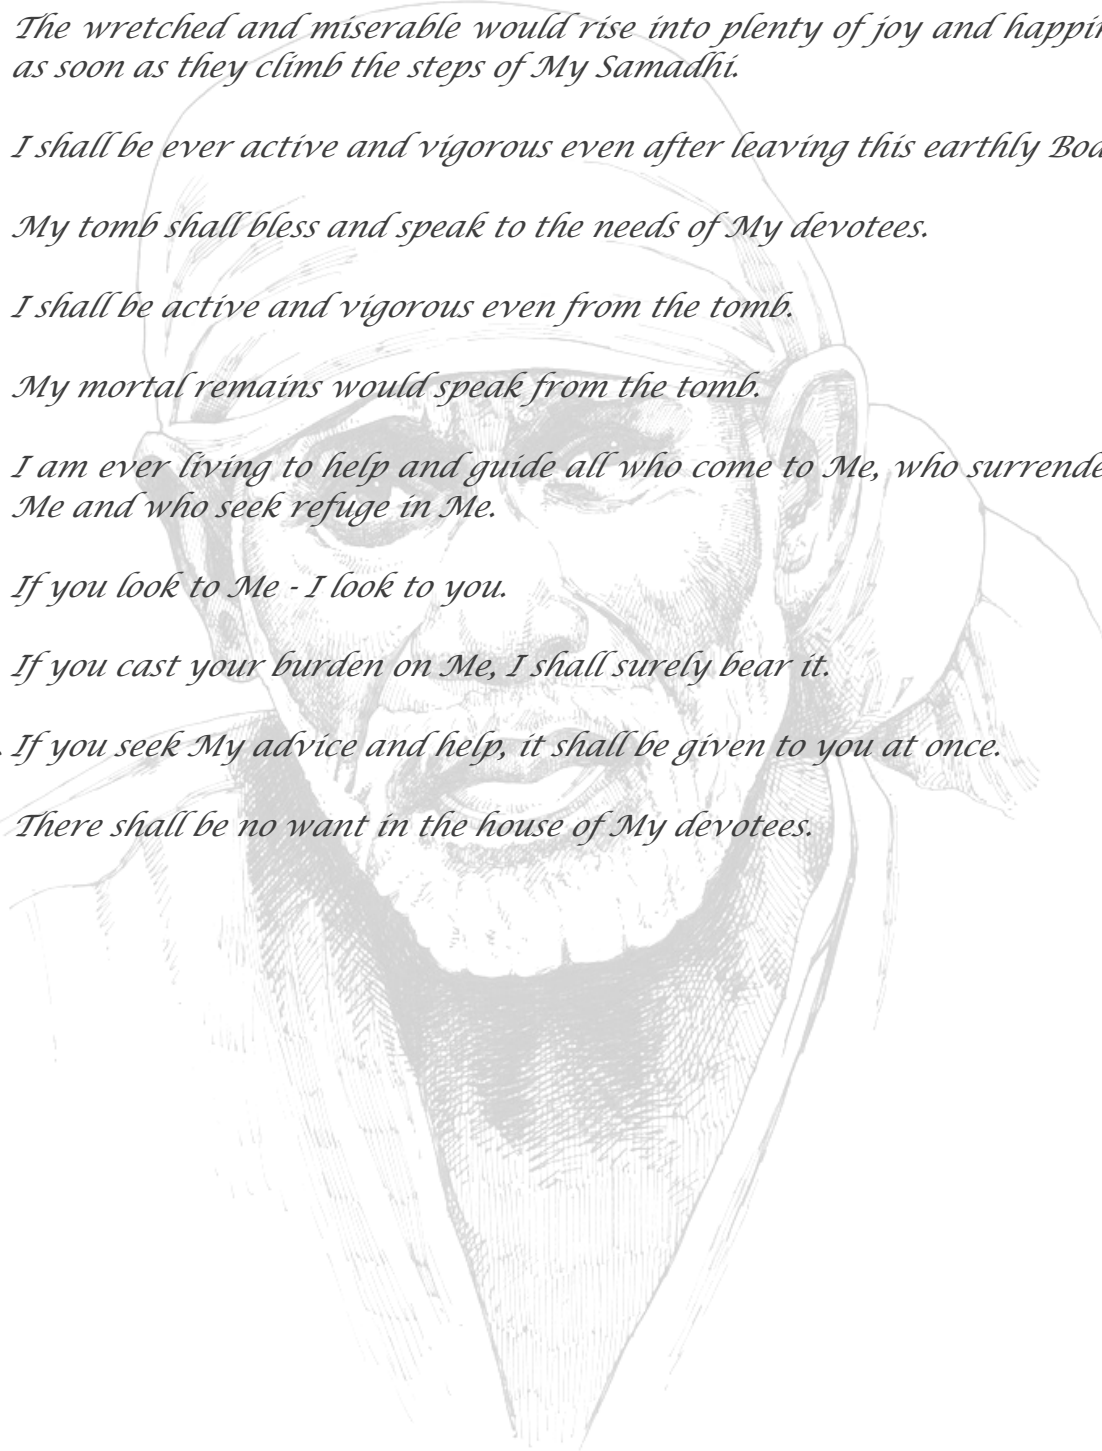 The wretched and miserable would rise into plenty of joy and
as soon as they climb the steps of My Samadhi.
I shall be ever active and vigorous even after leaving this earthly
My tomb shall bless and speak to the needs of My devotees.
I shall be active and vigorous even from the tomb.
My mortal remains would speak from the tomb.
I am ever living to help and guide all who come to Me, who
Me and who seek refuge in Me.
If you look to Me - I look to you.
If you cast your burden on Me, I shall surely bear it.
. If you seek My advice and help, it shall be given to you at once.
There shall be no want in the house of My devotees.